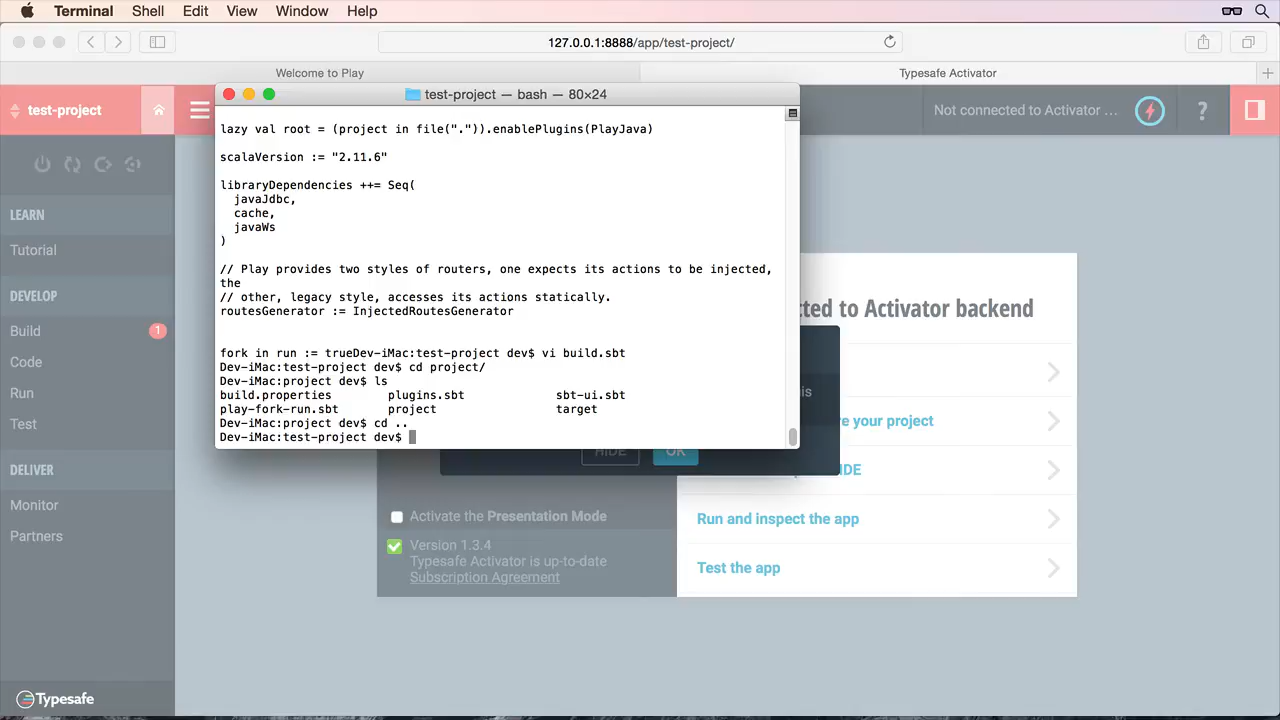 Terminal Shell Edit View Window Help
127.0.0.1:8888/app/test-project/
Welcome to Play
Typesafe Activator
test-project
Not connected to Activator ...
?
test-project — bash — 80×24
lazy val root = (project in file(".")).enablePlugins(PlayJava)
scalaVersion := "2.11.6"
libraryDependencies ++= Seq(
javaJdbc,
cache,
javaWs
)
// Play provides two styles of routers, one expects its actions to be injected,
the
// other, legacy style, accesses its actions statically.
routesGenerator := InjectedRoutesGenerator
fork in run := trueDev-iMac:test-project dev$ vi build.sbt
Dev-iMac:test-project dev$ cd project/
Dev-iMac:project dev$ ls
build.properties plugins.sbt sbt-ui.sbt
play-fork-run.sbt project target
Dev-iMac:project dev$ cd ..
Dev-iMac:test-project dev$
LEARN
Tutorial
DEVELOP
Build 1
Code
Run
Test
DELIVER
Monitor
Partners
Typesafe
cted to Activator backend
is
re your project
HIDE OK
IDE
Run and inspect the app
Test the app
Activate the Presentation Mode
Version 1.3.4
Typesafe Activator is up-to-date
Subscription Agreement